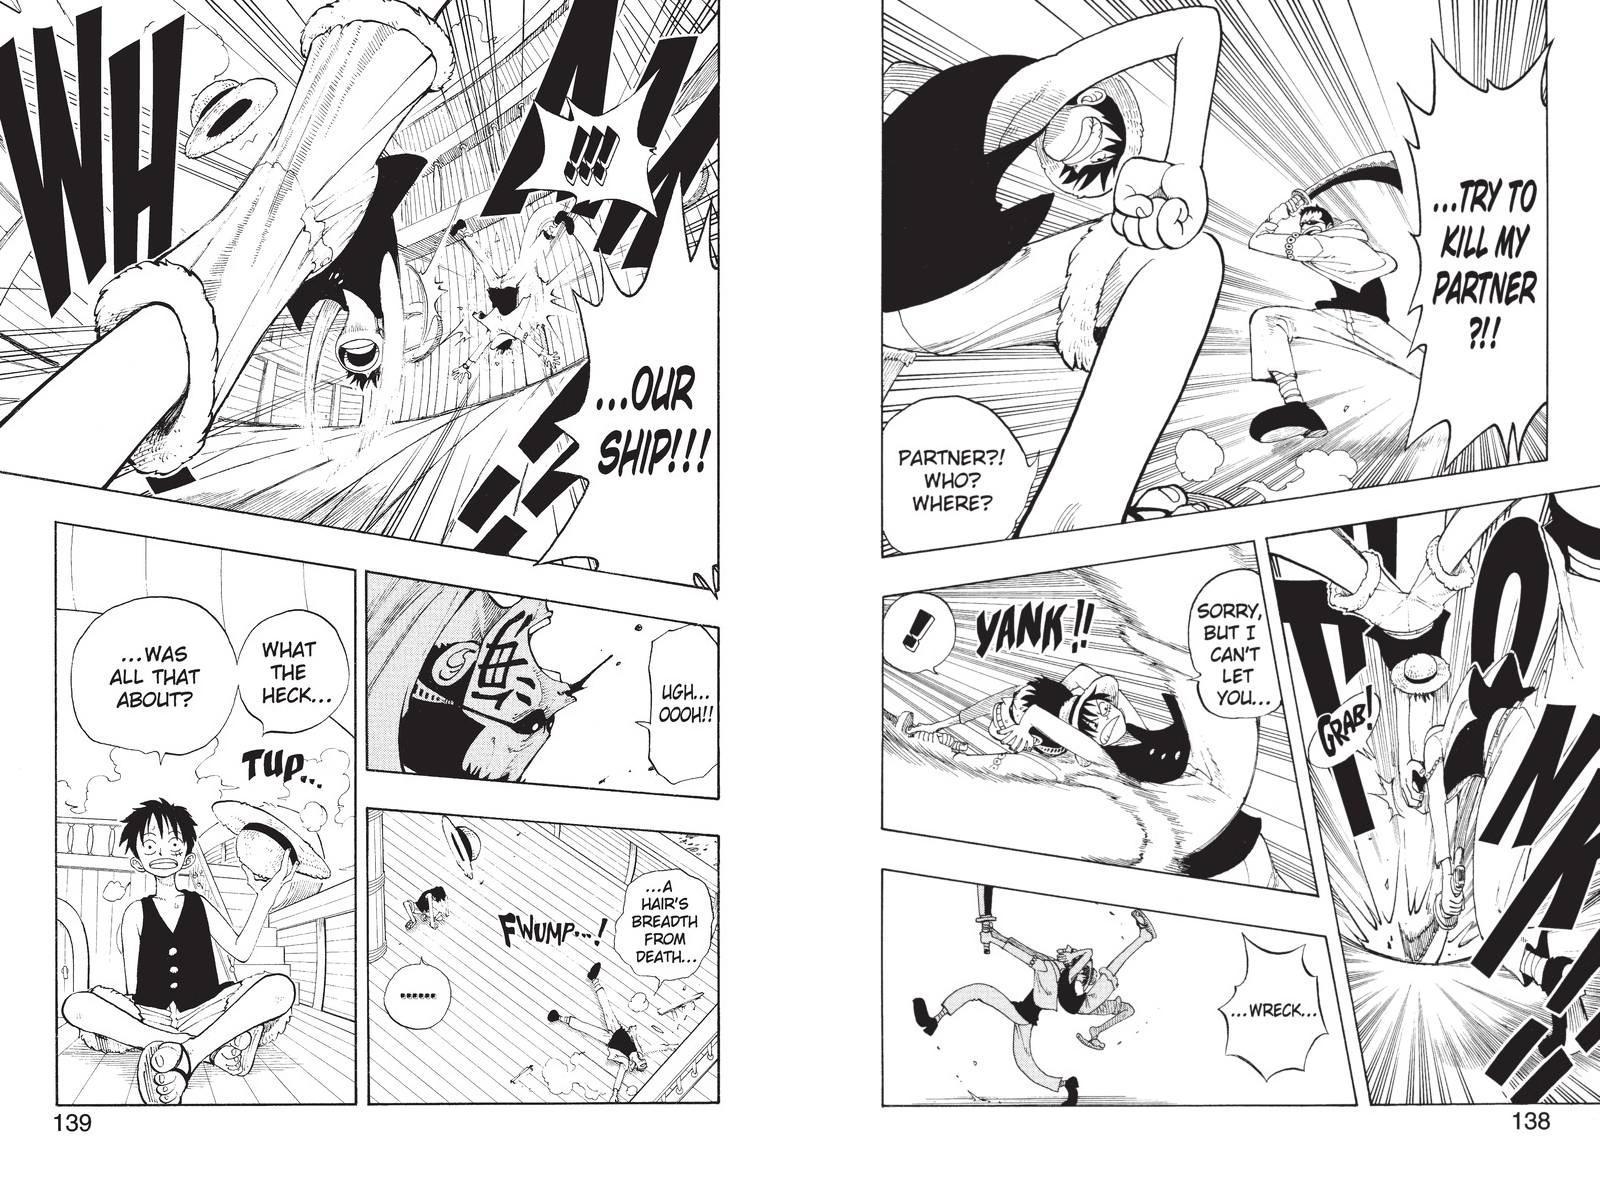 ...TRY TO
KILL MY
PARTNER
?!!
PARTNER?!
WHO?
WHERE?
GRAB!
SORRY,
BUT I
CAN'T
LET
YOU...
YANK!!
!
...WRECK...
138
!!!
...OUR
SHIP!!!
UGH...
OOOH!!
...A
HAIR'S
BREADTH
FROM
DEATH...
FWUMP...!
.......
WHAT
THE
HECK...
...WAS
ALL THAT
ABOUT?
TUP...
139